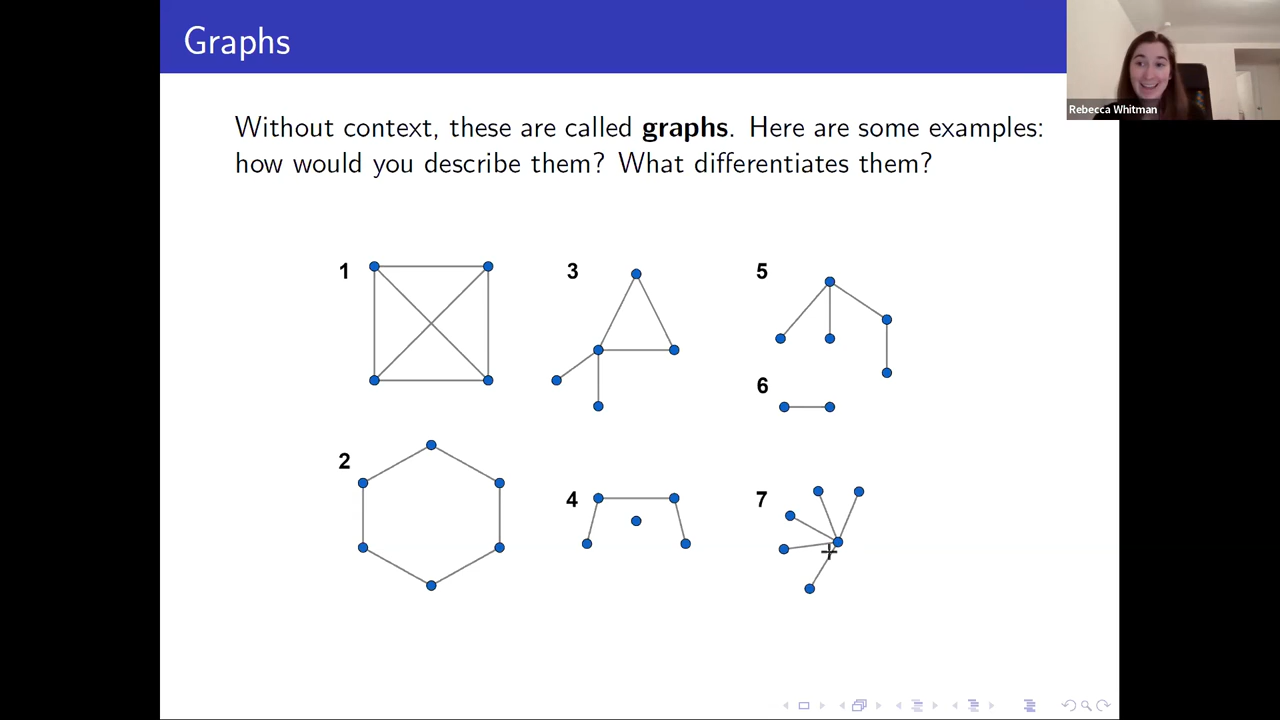 Graphs
Rebecca Whitman
Without context, these are called graphs. Here are some examples:
how would you describe them? What differentiates them?
1
3
5
6
2
4
7